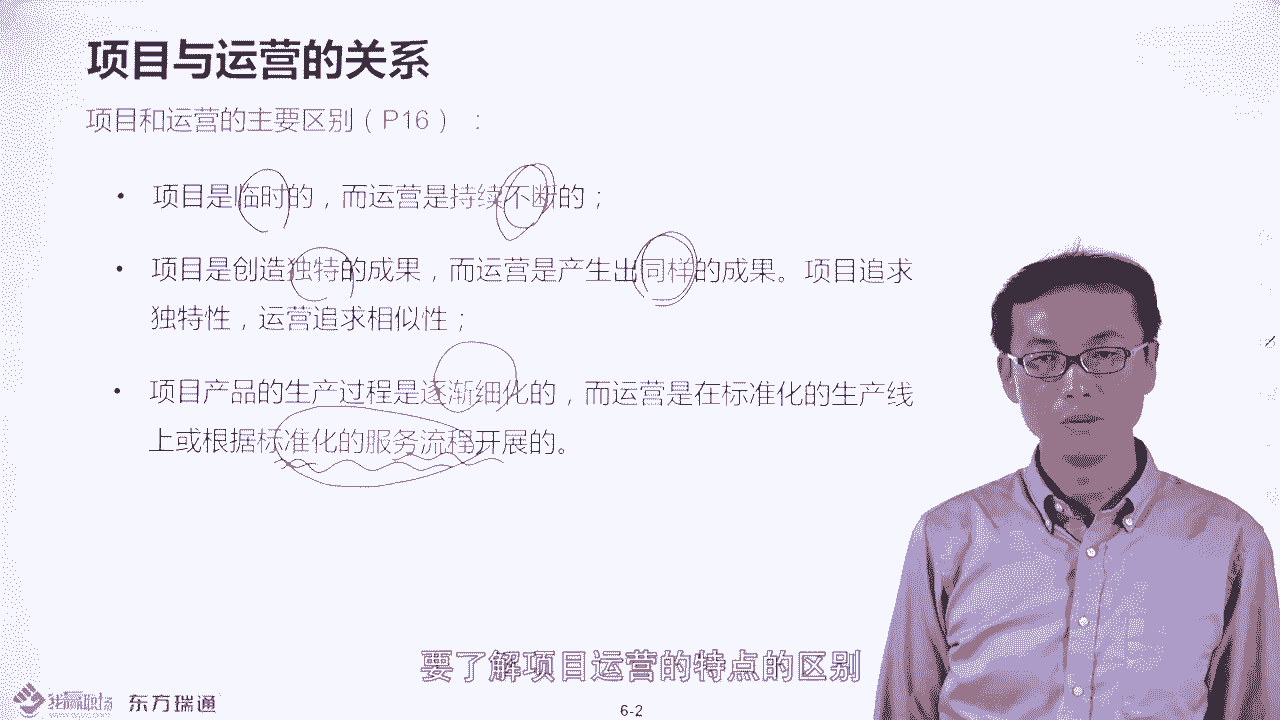 项目与运营的关系
项目和运营的主要区别（P16）：
• 项目是临时的，而运营是持续不断的；
• 项目是创造独特的成果，而运营是产生出同样的成果。项目追求
独特性，运营追求相似性；
• 项目产品的生产过程是逐渐细化的，而运营是在标准化的生产线
上或根据标准化的服务流程开展的。
要了解项目运营的特点的区别
东方瑞通
6-2